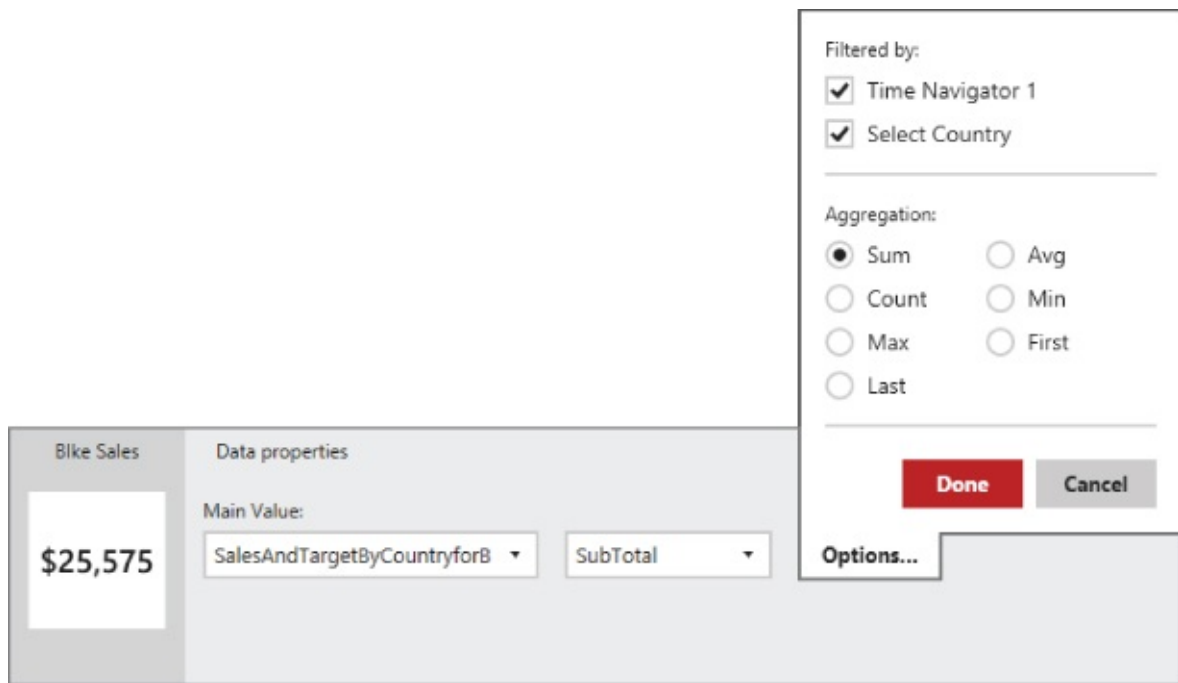 Filtered by:
Time Navigator 1
Select Country
Aggregation:
Sum Avg
Count Min
Max First
Last
Done Cancel
BIke Sales Data properties
Main Value:
$25,575 SalesAndTargetByCountryforB SubTotal Options...